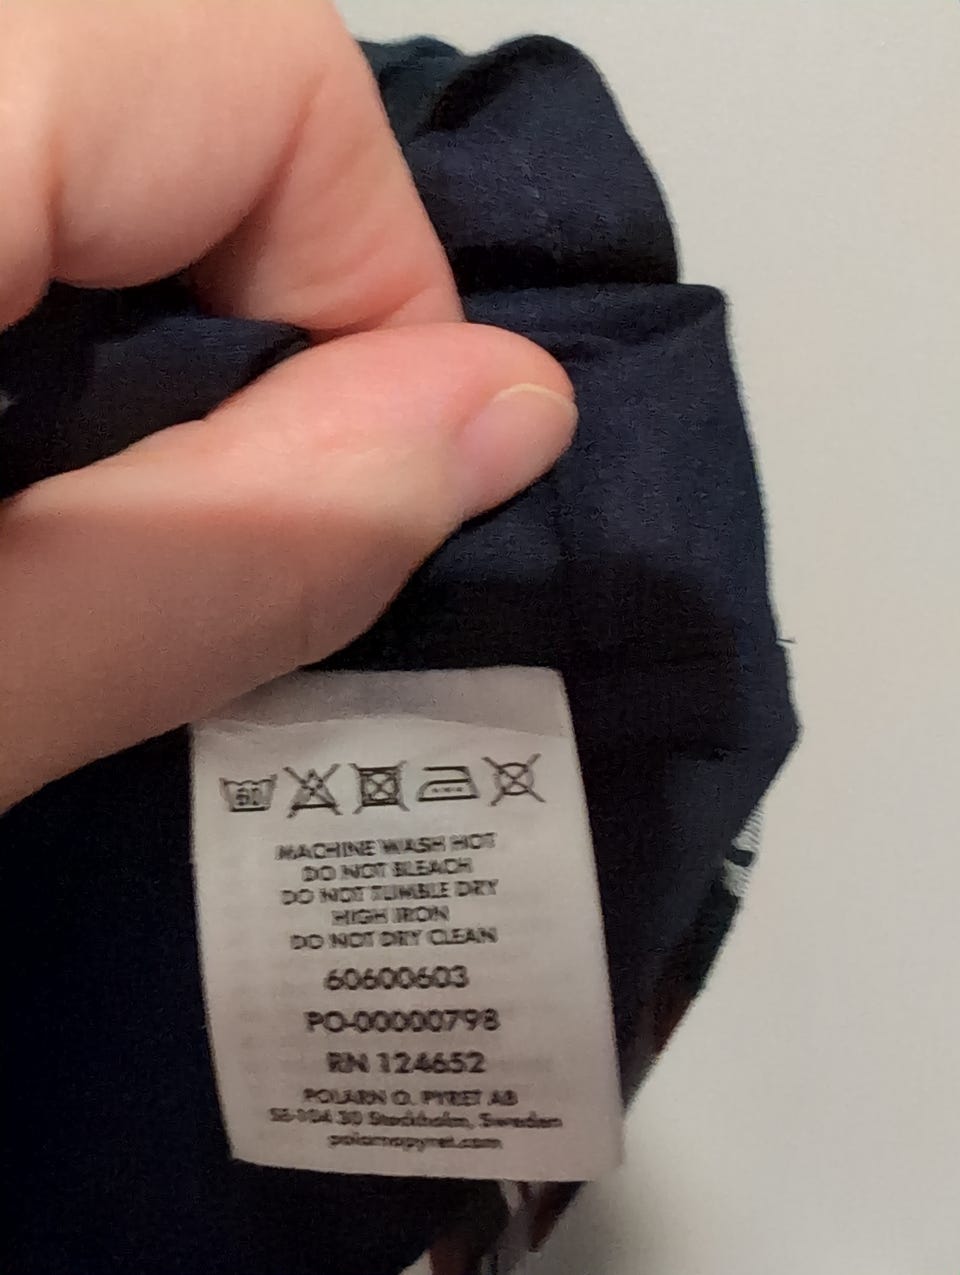 60
MACHINE WASH HOT
DO NOT BLEACH
DO NOT TUMBLE DRY
HIGH IRON
DO NOT DRY CLEAN
60600603
PO-00000798
RN 124652
POLARN O. PYRET AB
SE-104 30 Stockholm, Sweden
polarnopyret.com